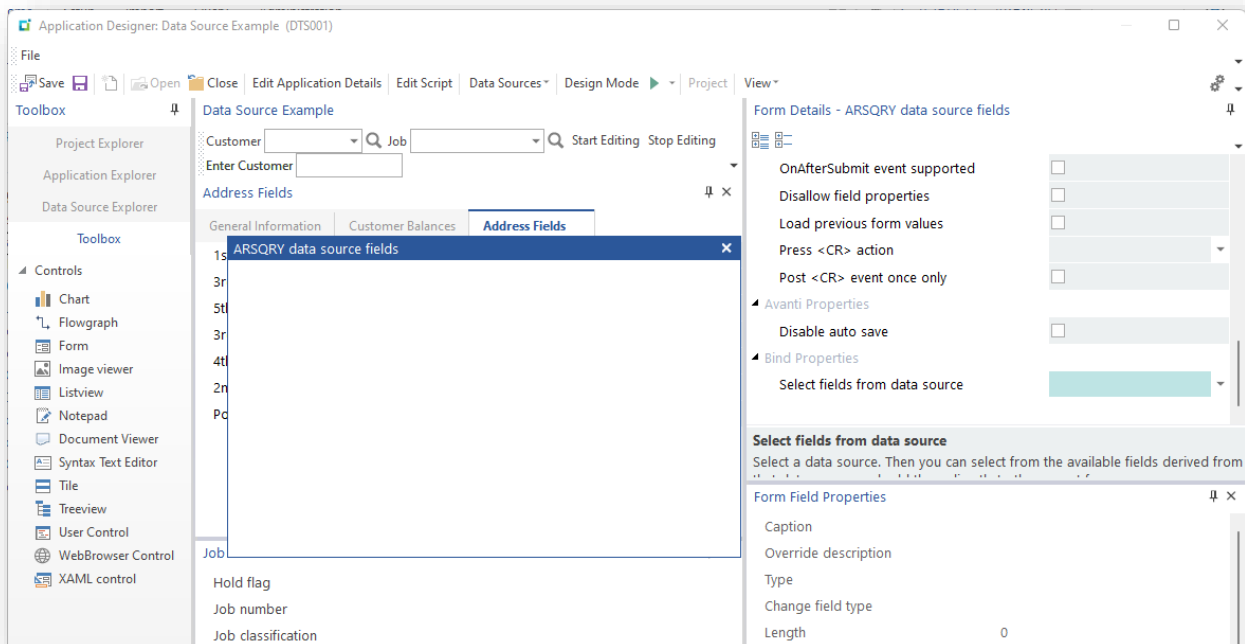 Application Designer: Data Source Example (DTS001)
File
Save Open Close Edit Application Details Edit Script Data Sources Design Mode Project View
Toolbox
Project Explorer
Application Explorer
Data Source Explorer
Toolbox
Controls
Chart
Flowgraph
Form
Image viewer
Listview
Notepad
Document Viewer
Syntax Text Editor
Tile
Treeview
User Control
WebBrowser Control
XAML control
Data Source Example
Customer Job Start Editing Stop Editing
Enter Customer
Address Fields
General Information Customer Balances Address Fields
ARSQRY data source fields
1s
3r
5tl
3r
4tl
2n
Po
Job
Hold flag
Job number
Job classification
Form Details - ARSQRY data source fields
OnAfterSubmit event supported
Disallow field properties
Load previous form values
Press <CR> action
Post <CR> event once only
Avanti Properties
Disable auto save
Bind Properties
Select fields from data source
Select fields from data source
Select a data source. Then you can select from the available fields derived from
Form Field Properties
Caption
Override description
Type
Change field type
Length 0